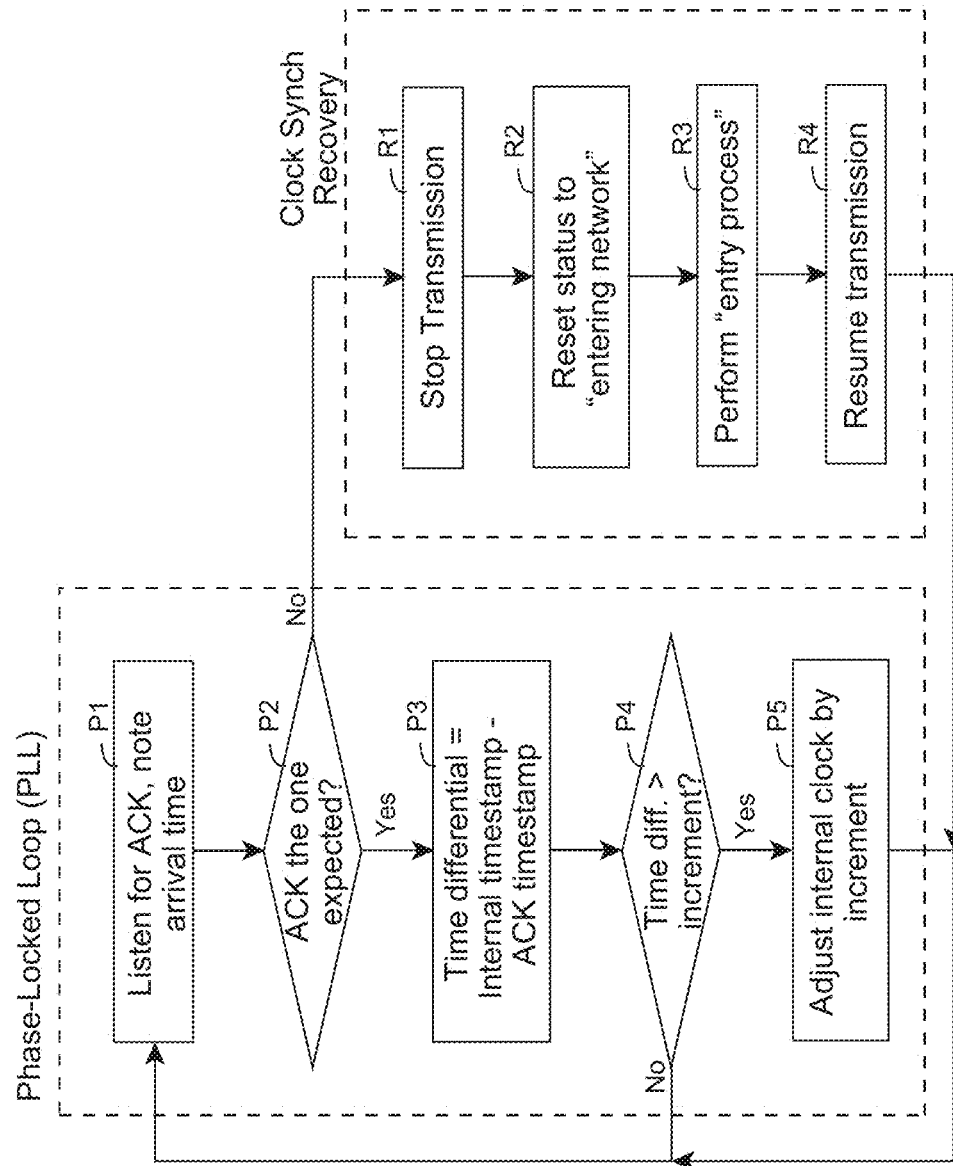 Phase-Locked Loop (PLL)
P1
Listen for ACK, note
arrival time
P2
ACK the one
expected?
No
Yes
P3
Time differential =
Internal timestamp -
ACK timestamp
P4
Time diff. >
increment?
No
Yes
P5
Adjust internal clock by
increment
Clock Synch
Recovery
R1
Stop Transmission
R2
Reset status to
“entering network”
R3
Perform “entry process”
R4
Resume transmission